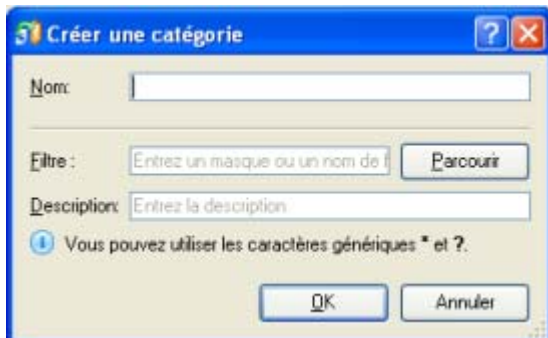 Créer une catégorie
Nom:
Filtre : Entrez un masque ou un nom de f Parcourir
Description: Entrez la description
Vous pouvez utiliser les caractères génériques * et ?.
OK Annuler